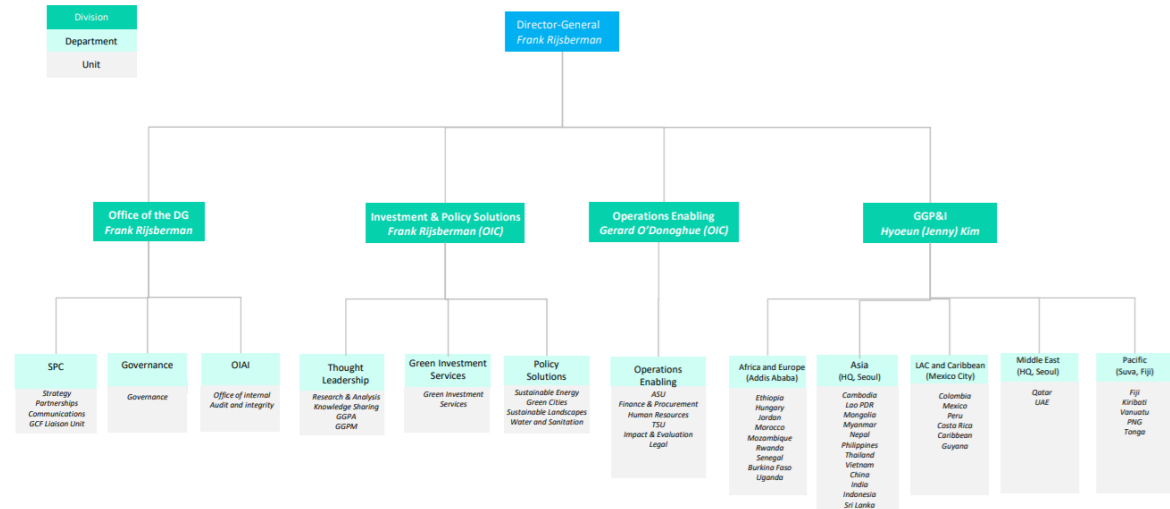 Division
Department
Unit
Director-General
Frank Rijsberman
Office of the DG
Frank Rijsberman
Investment & Policy Solutions
Frank Rijsberman (OIC)
Operations Enabling
Gerard O'Donoghue (OIC)
GGP&I
Hyoeun (Jenny) Kim
SPC
Strategy
Partnerships
Communications
GCF Liaison Unit
Governance
Governance
OIAI
Office of Internal
Audit and integrity
Thought
Leadership
Research & Analysis
Knowledge Sharing
GGPA
GGPM
Green Investment
Services
Green Investment
Services
Policy
Solutions
Sustainable Energy
Green Cities
Sustainable Landscapes
Water and Sanitation
Operations
Enabling
ASU
Finance & Procurement
Human Resources
TSU
Impact & Evaluation
Legal
Africa and Europe
(Addis Ababa)
Ethiopia
Hungary
Jordan
Morocco
Mozambique
Rwanda
Senegal
Burkina Faso
Uganda
Asia
(HQ, Seoul)
Cambodia
Lao PDR
Mongolia
Myanmar
Nepal
Philippines
Thailand
Vietnam
China
India
Indonesia
Sri Lanka
LAC and Caribbean
(Mexico City)
Colombia
Mexico
Peru
Costa Rica
Caribbean
Guyana
Middle East
(HQ, Seoul)
Qatar
UAE
Pacific
(Suva, Fiji)
Fiji
Kiribati
Vanuatu
PNG
Tonga